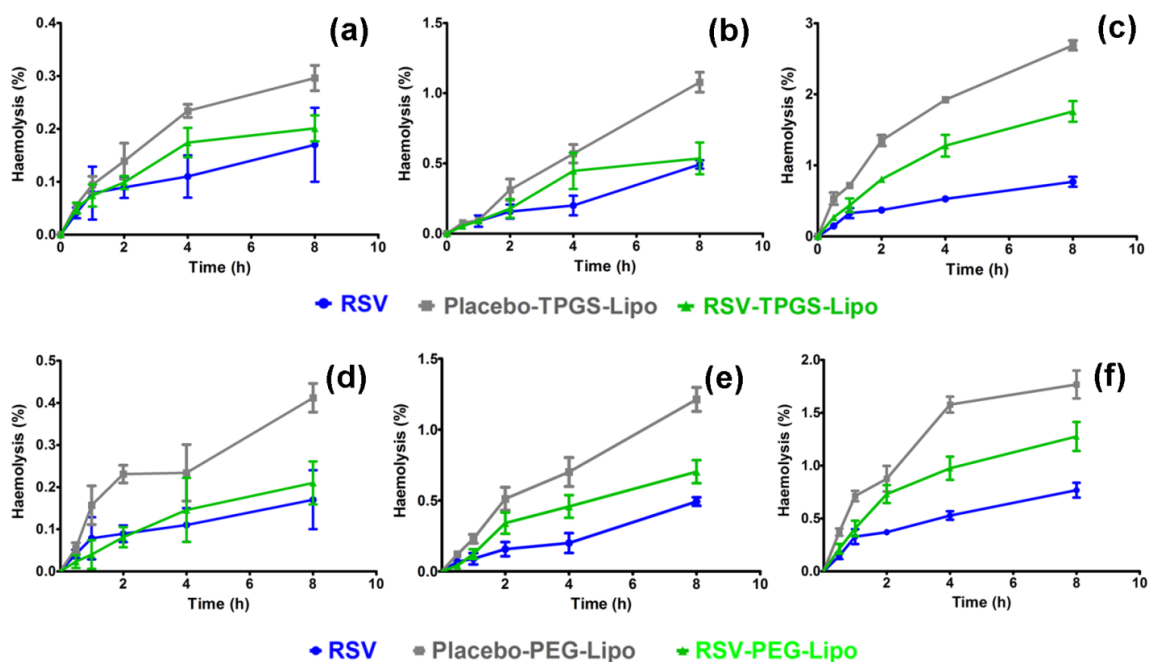 (a)
0.4
0.3
0.2
0.1
0.0
Haemolysis (%)
0 2 4 6 8 10
Time (h)
(b)
1.5
1.0
0.5
0.0
Haemolysis (%)
0 2 4 6 8 10
Time (h)
(c)
3
2
1
0
Haemolysis (%)
0 2 4 6 8 10
Time (h)
RSV Placebo-TPGS-Lipo RSV-TPGS-Lipo
(d)
0.5
0.4
0.3
0.2
0.1
0.0
Haemolysis (%)
0 2 4 6 8 10
Time (h)
(e)
1.5
1.0
0.5
0.0
Haemolysis (%)
0 2 4 6 8 10
Time (h)
(f)
2.0
1.5
1.0
0.5
0.0
Haemolysis (%)
0 2 4 6 8 10
Time (h)
RSV Placebo-PEG-Lipo RSV-PEG-Lipo